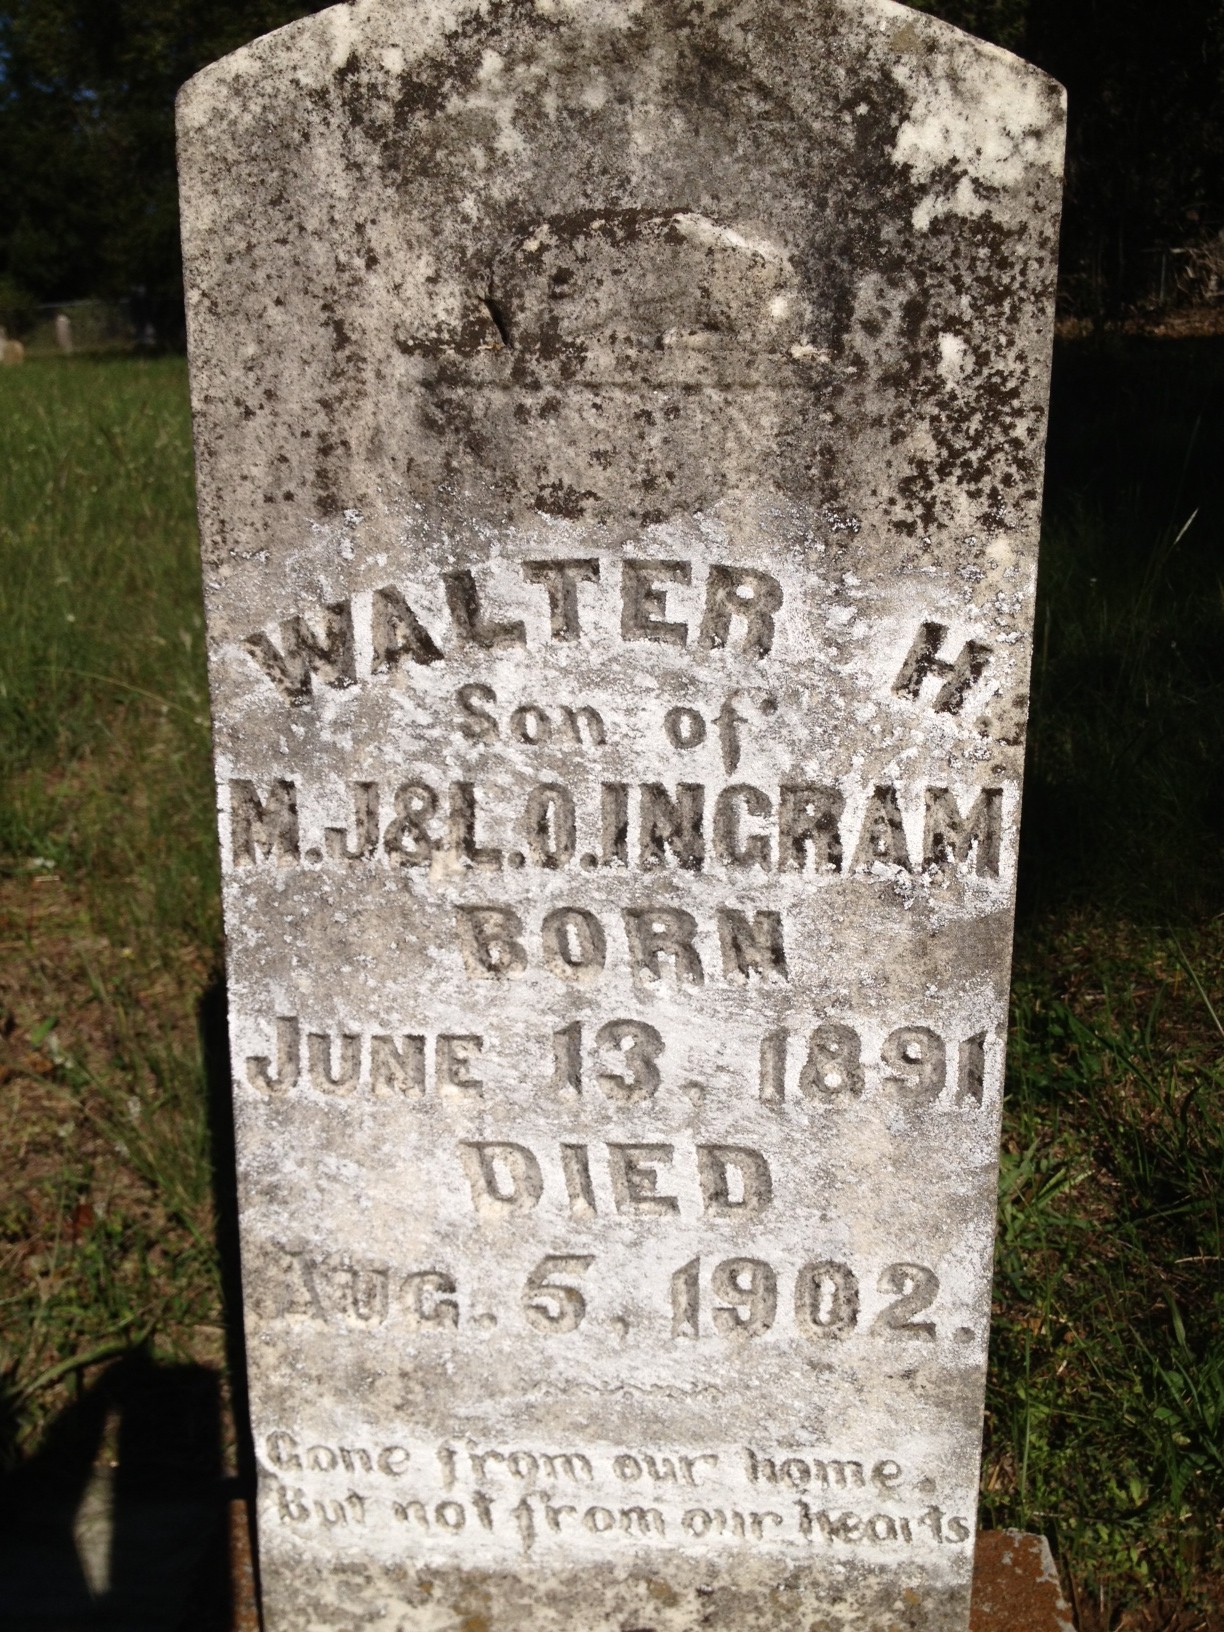 WALTER H.
Son of
M.J.&L.O.INGRAM
BORN
JUNE 13, 1891
DIED
AUG. 5, 1902.
Gone from our home,
But not from our hearts